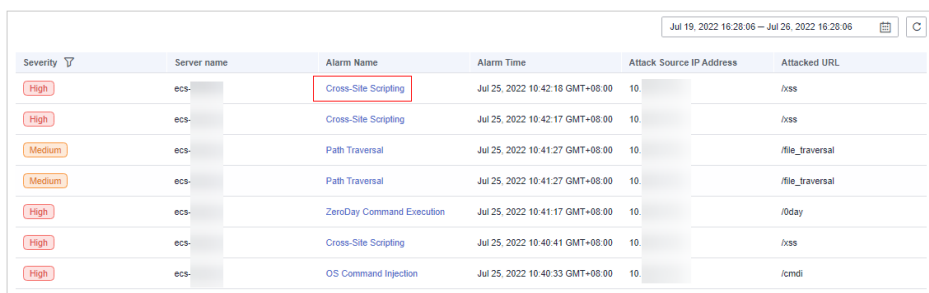 Jul 19, 2022 16:28:06 — Jul 26, 2022 16:28:06
Severity Server name Alarm Name Alarm Time Attack Source IP Address Attacked URL
High ecs- Cross-Site Scripting Jul 25, 2022 10:42:18 GMT+08:00 10. /xss
High ecs- Cross-Site Scripting Jul 25, 2022 10:42:17 GMT+08:00 10. /xss
Medium ecs- Path Traversal Jul 25, 2022 10:41:27 GMT+08:00 10. /file_traversal
Medium ecs- Path Traversal Jul 25, 2022 10:41:27 GMT+08:00 10. /file_traversal
High ecs- ZeroDay Command Execution Jul 25, 2022 10:41:17 GMT+08:00 10. /0day
High ecs- Cross-Site Scripting Jul 25, 2022 10:40:41 GMT+08:00 10. /xss
High ecs- OS Command Injection Jul 25, 2022 10:40:33 GMT+08:00 10. /cmdi